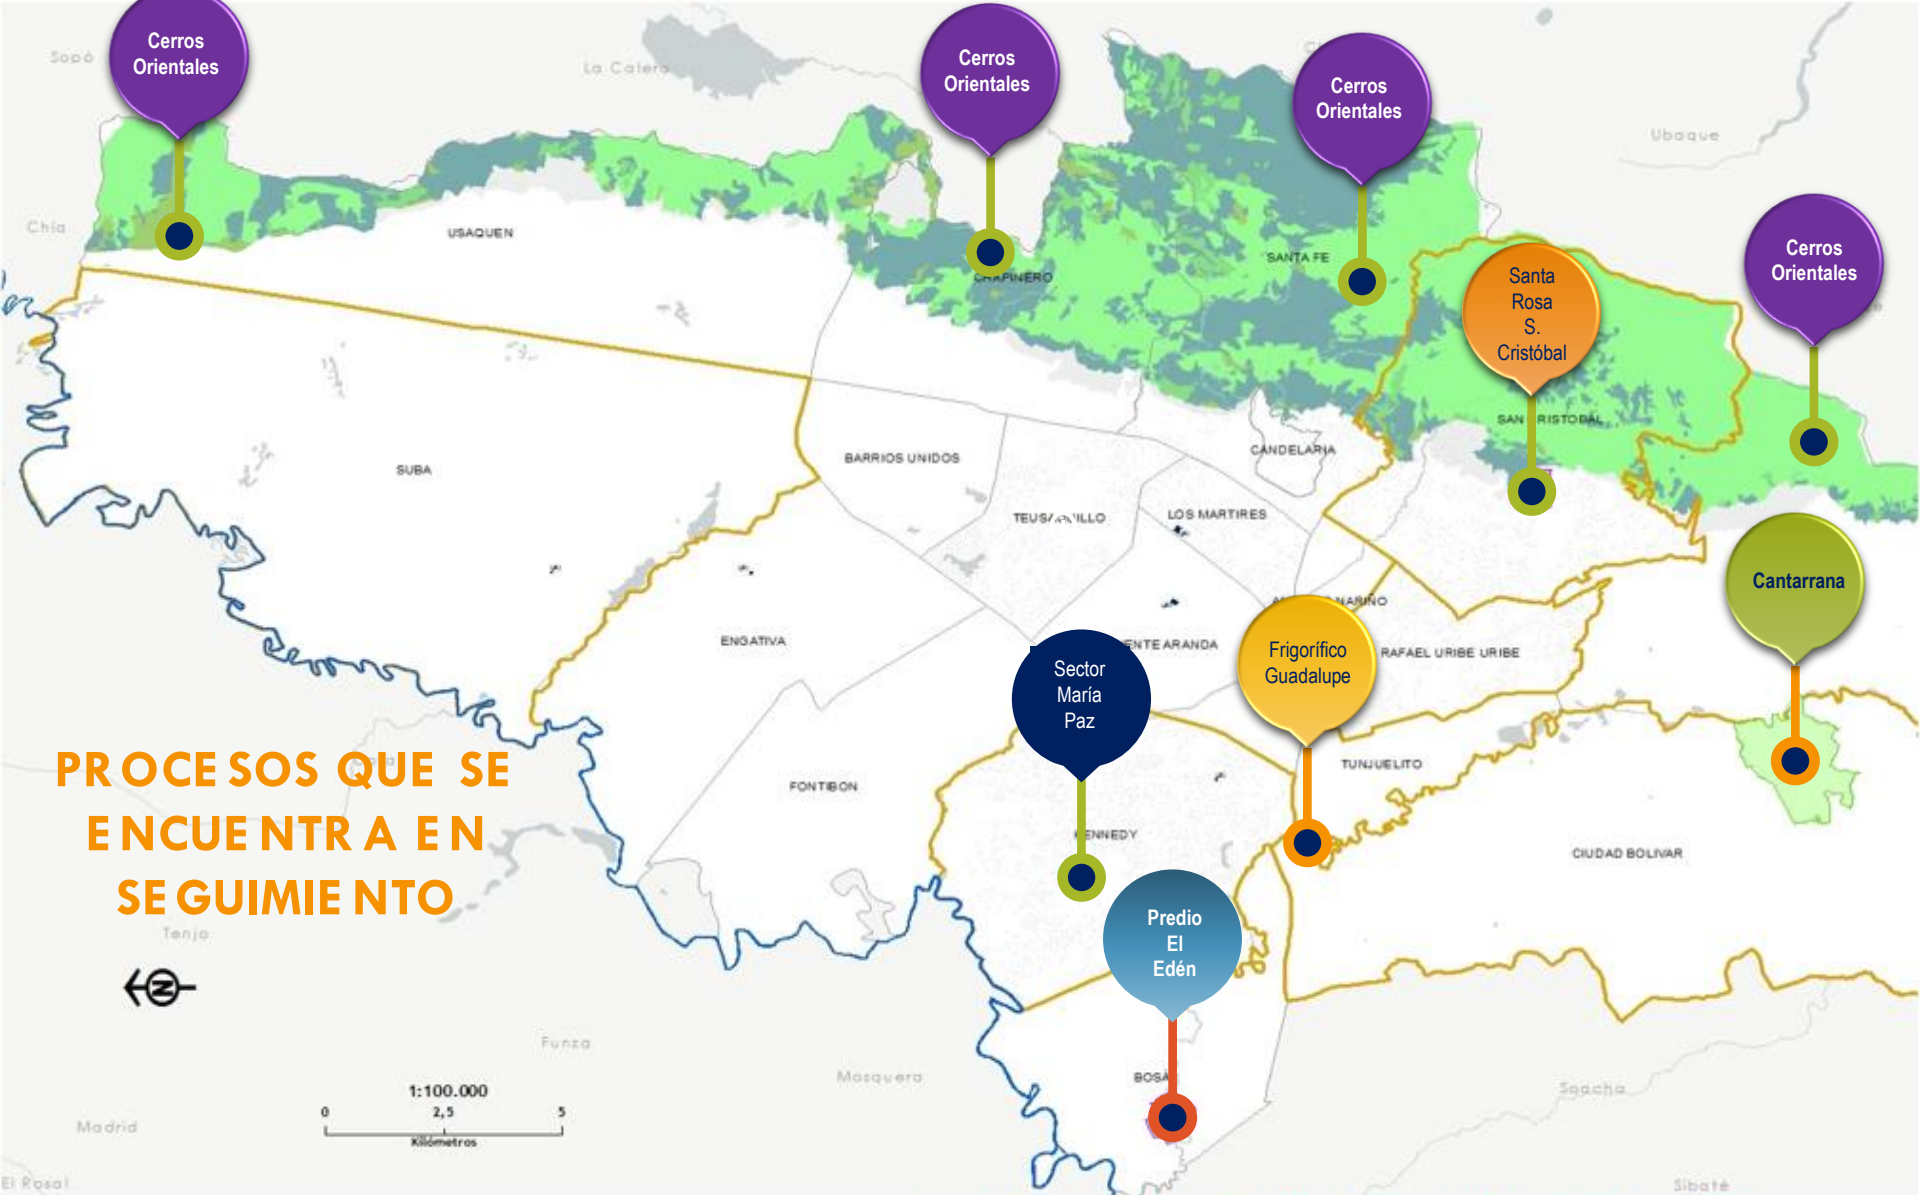 Cerros
Orientales
Cerros
Orientales
Cerros
Orientales
Cerros
Orientales
Sopó
La Calera
Ubaque
Chía
USAQUEN
CHAPINERO
SANTA FE
Santa
Rosa
S.
Cristóbal
SAN CRISTOBAL
SUBA
BARRIOS UNIDOS
CANDELARIA
LOS MARTIRES
Cantarrana
ENGATIVA
RAFAEL URIBE URIBE
Sector
María
Paz
Frigorífico
Guadalupe
TUNJUELITO
PROCESOS QUE SE
ENCUENTRA EN
SEGUIMIENTO
FONTIBON
KENNEDY
CIUDAD BOLIVAR
Predio
El
Edén
Tenjo
N
Funza
Mosquera
BOSA
Soacha
1:100.000
0 2,5 5
Kilómetros
Madrid
El Rosal
Sibaté